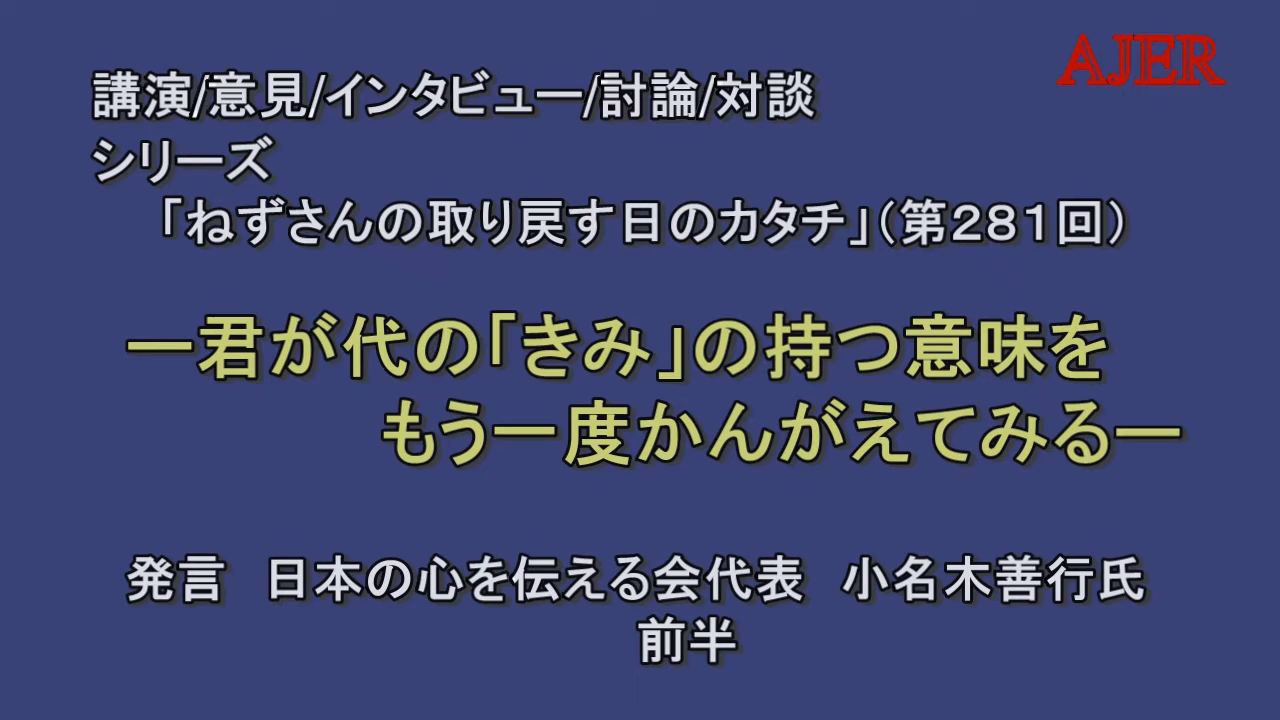 AJER
講演/意見/インタビュー/討論/対談
シリーズ
「ねずさんの取り戻す日のカタチ」（第２８１回）
―君が代の「きみ」の持つ意味を
もう一度かんがえてみる―
発言　日本の心を伝える会代表　小名木善行氏
前半